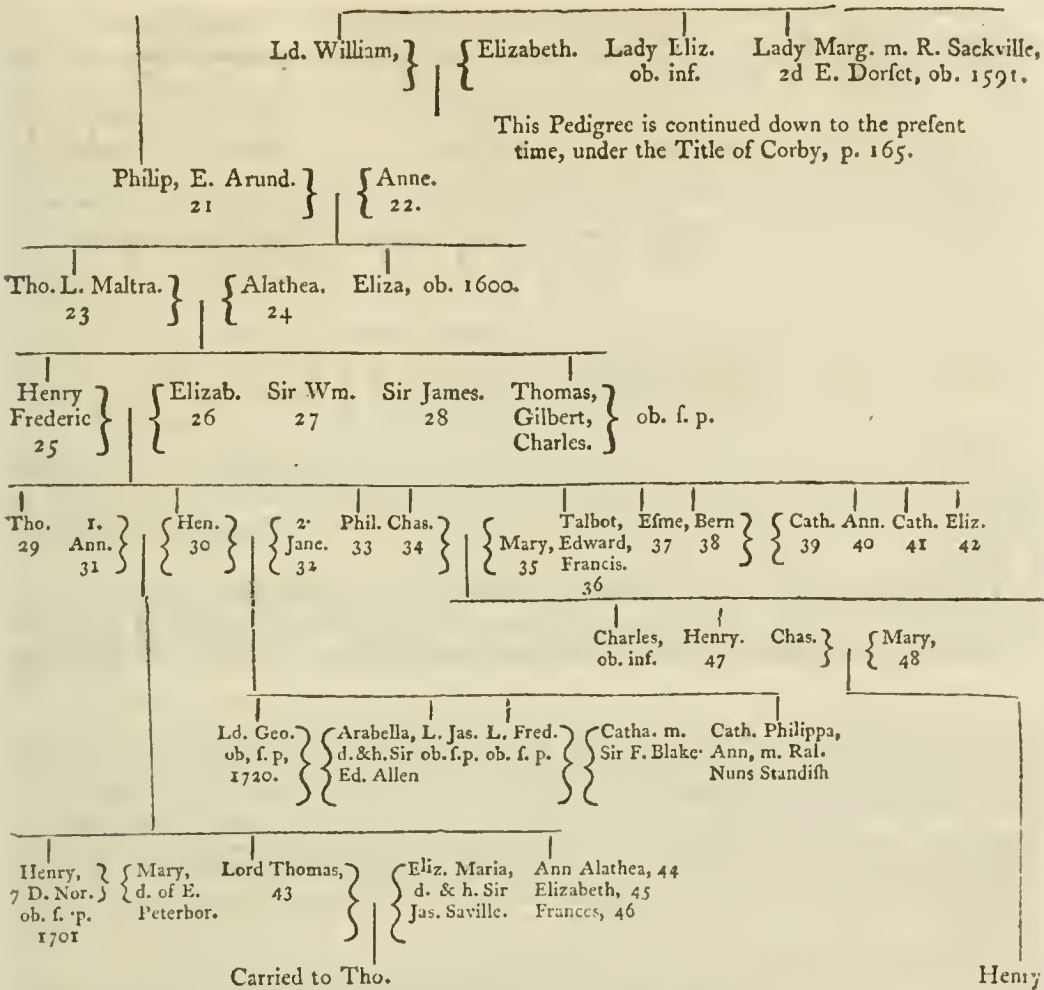 Ld. William, Elizabeth. Lady Eliz. Lady Marg. m. R. Sackville,
ob. inf. 2d E. Dorſet, ob. 1591.
This Pedigree is continued down to the preſent
time, under the Title of Corby, p. 165.
Philip, E. Arund. Anne.
21 22.
Tho. L. Maltra. Alathea. Eliza, ob. 1600.
23 24
Henry Elizab. Sir Wm. Sir James. Thomas,
Frederic 26 27 28 Gilbert, ob. ſ. p.
25 Charles.
Tho. 1. Hen. 2. Phil. Chas. Talbot, Eſme, Bern Cath. Ann. Cath. Eliz.
29 Ann. 30 Jane. 33 34 Mary, Edward, 37 38 39 40 41 42
31 32 35 Francis.
36
Charles, Henry. Chas. Mary,
ob. inf. 47 48
Ld. Geo. Arabella, L. Jas. L. Fred. Catha. m. Cath. Philippa,
ob, ſ. p, d. & h. Sir ob. ſ. p. ob. ſ. p. Sir F. Blake. Ann, m. Ral.
1720. Ed. Allen Nuns Standiſh
Henry, Mary, Lord Thomas, Eliz. Maria, Ann Alathea, 44
7 D. Nor. d. of E. 43 d. & h. Sir Elizabeth, 45
ob. ſ. p. Peterbor. Jas. Saville. Frances, 46
1701
Carried to Tho. Henry